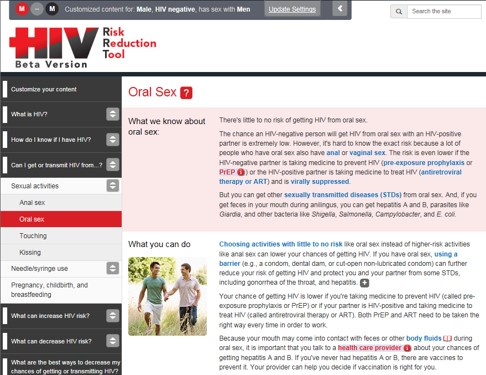 Customized content for: Male, HIV negative, has sex with Men
Update Settings
Search the site
HIV Risk
Reduction
Tool
Beta Version
Customize your content
What is HIV?
How do I know if I have HIV?
Can I get or transmit HIV from...?
Sexual activities
Anal sex
Oral sex
Touching
Kissing
Needle/syringe use
Pregnancy, childbirth, and
breastfeeding
What can increase HIV risk?
What can decrease HIV risk?
What are the best ways to decrease my
chances of getting or transmitting HIV?
Oral Sex ?
What we know about
oral sex:
There's little to no risk of getting HIV from oral sex.
The chance an HIV-negative person will get HIV from oral sex with an HIV-positive
partner is extremely low. However, it's hard to know the exact risk because a lot of
people who have oral sex also have anal or vaginal sex. The risk is even lower if the
HIV-negative partner is taking medicine to prevent HIV (pre-exposure prophylaxis or
PrEP) or the HIV-positive partner is taking medicine to treat HIV (antiretroviral
therapy or ART) and is virally suppressed.
But you can get other sexually transmitted diseases (STDs) from oral sex. And, if you
get feces in your mouth during anilingus, you can get hepatitis A and B, parasites like
Giardia, and other bacteria like Shigella, Salmonella, Campylobacter, and E. coli.
What you can do
Choosing activities with little to no risk like oral sex instead of higher-risk activities
like anal sex can lower your chances of getting HIV. If you have oral sex, using a
barrier (e.g., a condom, dental dam, or cut-open non-lubricated condom) can further
reduce your risk of getting HIV and protect you and your partner from some STDs,
including gonorrhea of the throat, and hepatitis.
Your chance of getting HIV is lower if you're taking medicine to prevent HIV (called pre-
exposure prophylaxis or PrEP) or if your partner is HIV-positive and taking medicine to
treat HIV (called antiretroviral therapy or ART). Both PrEP and ART need to be taken the
right way every time in order to work.
Because your mouth may come into contact with feces or other body fluids during
oral sex, it is important that you talk to a health care provider about your chances of
getting hepatitis A and B. If you've never had hepatitis A or B, there are vaccines to
prevent it. Your provider can help you decide if vaccination is right for you.